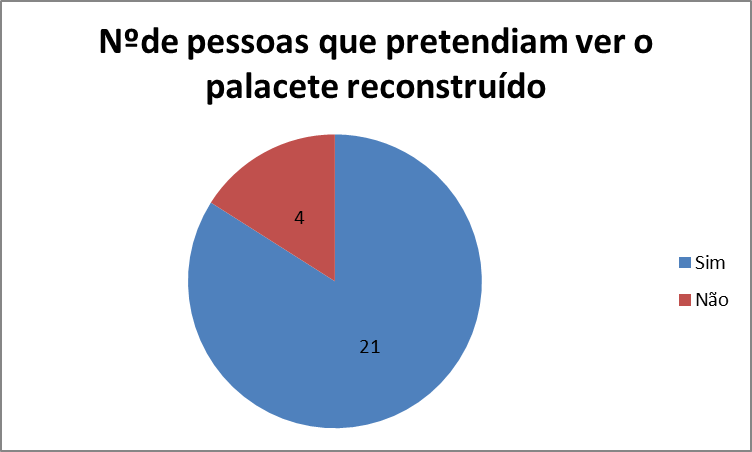 Nºde pessoas que pretendiam ver o
palacete reconstruído
4
21
Sim
Não